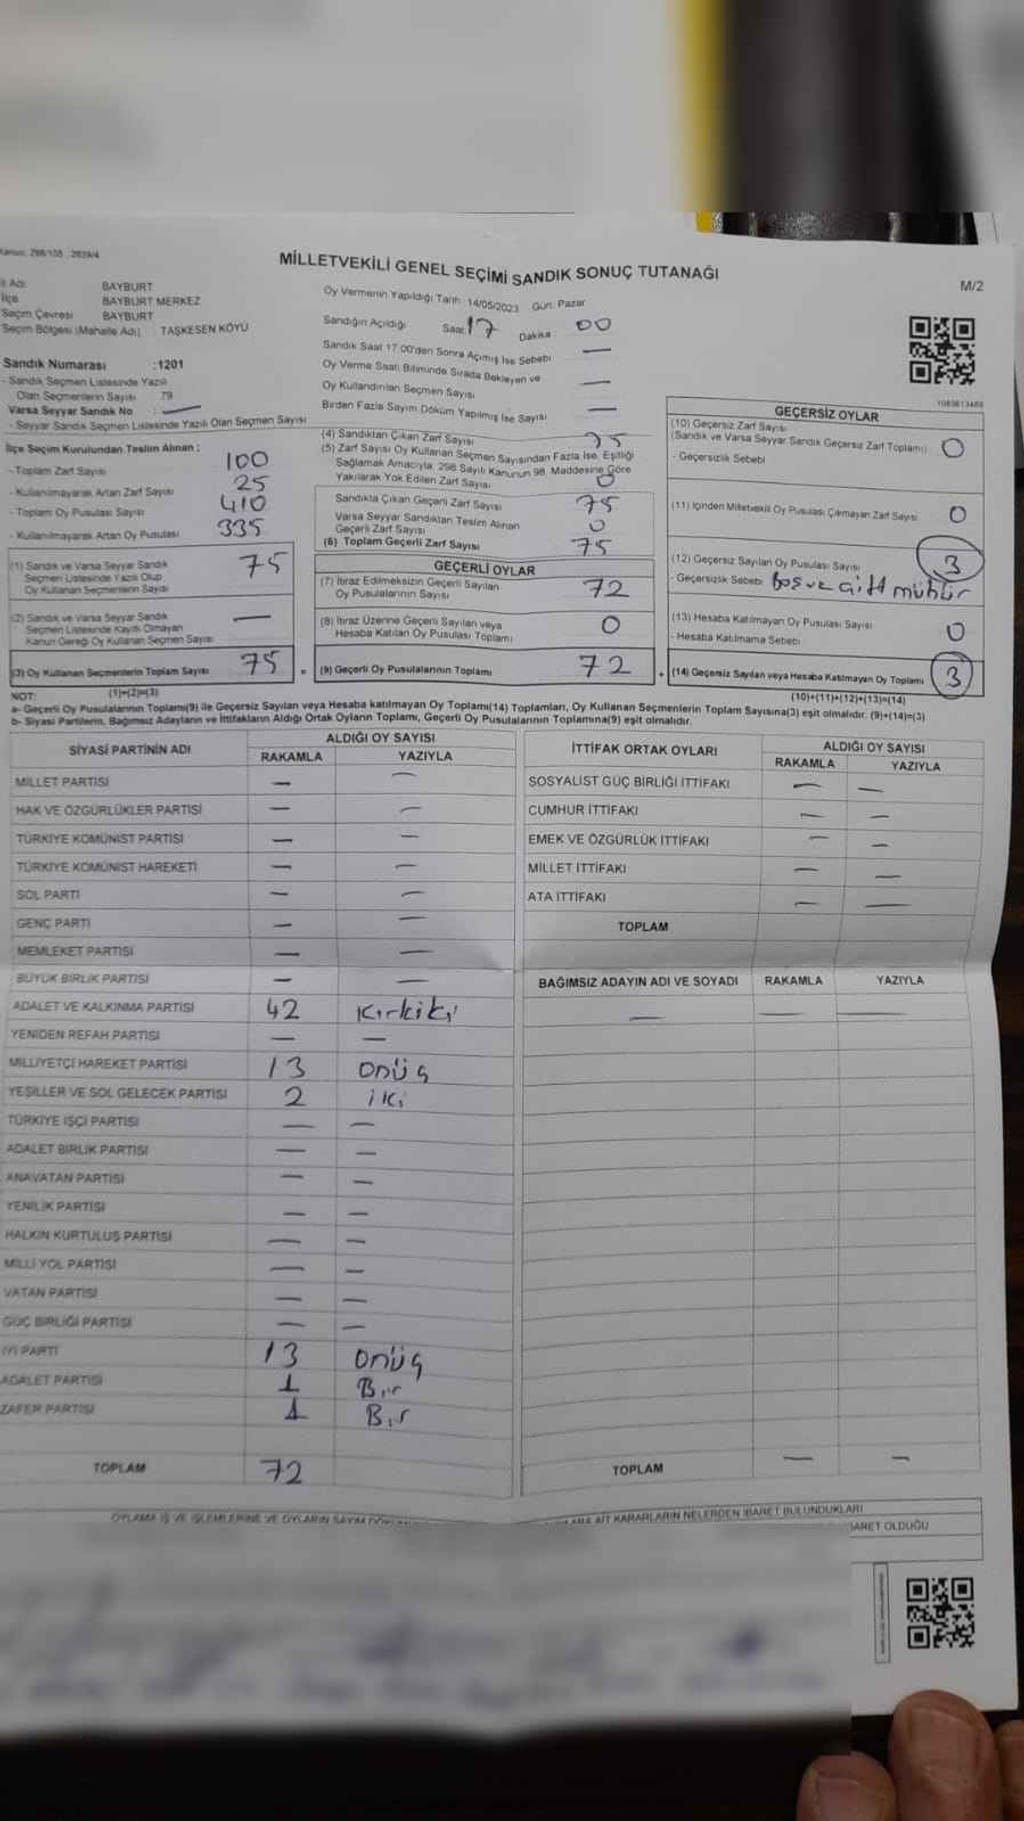 MİLLETVEKİLİ GENEL SEÇİMİ SANDIK SONUÇ TUTANAĞI
M/2
İl Adı BAYBURT
İlçe BAYBURT MERKEZ
Seçim Çevresi BAYBURT
Seçim Bölgesi (Mahalle Adı) TAŞKESEN KÖYÜ
Sandık Numarası :1201
- Sandık Seçmen Listesinde Yazılı
Olan Seçmenlerin Sayısı 79
Varsa Seyyar Sandık No : —
- Seyyar Sandık Seçmen Listesinde Yazılı Olan Seçmen Sayısı
İlçe Seçim Kurulundan Teslim Alınan :
- Toplam Zarf Sayısı 100
- Kullanılmayarak Artan Zarf Sayısı 25
- Toplam Oy Pusulası Sayısı 410
- Kullanılmayarak Artan Oy Pusulası 335
(1) Sandık ve Varsa Seyyar Sandık
Seçmen Listesinde Yazılı Olup
Oy Kullanan Seçmenlerin Sayısı 75
(2) Sandık ve Varsa Seyyar Sandık
Seçmen Listesinde Kayıtlı Olmayan
Kanun Gereği Oy Kullanan Seçmen Sayısı —
(3) Oy Kullanan Seçmenlerin Toplam Sayısı 75
(1)+(2)=(3)
Oy Vermenin Yapıldığı Tarih: 14/05/2023 Gün: Pazar
Sandığın Açıldığı Saat 17 Dakika : 00
Sandık Saat 17.00'den Sonra Açılmış İse Sebebi —
Oy Verme Saati Bitiminde Sırada Bekleyen ve
Oy Kullandırılan Seçmen Sayısı —
Birden Fazla Sayım Döküm Yapılmış İse Sayısı —
(4) Sandıktan Çıkan Zarf Sayısı 75
(5) Zarf Sayısı Oy Kullanan Seçmen Sayısından Fazla İse, Eşitliği
Sağlamak Amacıyla, 298 Sayılı Kanunun 98. Maddesine Göre
Yakılarak Yok Edilen Zarf Sayısı 0
Sandıkta Çıkan Geçerli Zarf Sayısı 75
Varsa Seyyar Sandıktan Teslim Alınan
Geçerli Zarf Sayısı 0
(6) Toplam Geçerli Zarf Sayısı 75
GEÇERLİ OYLAR
(7) İtiraz Edilmeksizin Geçerli Sayılan
Oy Pusulalarının Sayısı 72
(8) İtiraz Üzerine Geçerli Sayılan veya
Hesaba Katılan Oy Pusulası Toplamı 0
= (9) Geçerli Oy Pusulalarının Toplamı 72
GEÇERSİZ OYLAR
(10) Geçersiz Zarf Sayısı
(Sandık ve Varsa Seyyar Sandık Geçersiz Zarf Toplamı) 0
- Geçersizlik Sebebi
(11) İçinden Milletvekili Oy Pusulası Çıkmayan Zarf Sayısı 0
(12) Geçersiz Sayılan Oy Pusulası Sayısı 3
- Geçersizlik Sebebi Boş ve Çift mühür
(13) Hesaba Katılmayan Oy Pusulası Sayısı 0
- Hesaba Katılmama Sebebi
+ (14) Geçersiz Sayılan veya Hesaba Katılmayan Oy Toplamı 3
(10)+(11)+(12)+(13)=(14)
NOT:
a- Geçerli Oy Pusulalarının Toplamı(9) ile Geçersiz Sayılan veya Hesaba katılmayan Oy Toplamı(14) Toplamları, Oy Kullanan Seçmenlerin Toplam Sayısına(3) eşit olmalıdır. (9)+(14)=(3)
b- Siyasi Partilerin, Bağımsız Adayların ve İttifakların Aldığı Ortak Oyların Toplamı, Geçerli Oy Pusulalarının Toplamına(9) eşit olmalıdır.
SİYASİ PARTİNİN ADI ALDIĞI OY SAYISI
RAKAMLA YAZIYLA
MİLLET PARTİSİ — —
HAK VE ÖZGÜRLÜKLER PARTİSİ — —
TÜRKİYE KOMÜNİST PARTİSİ — —
TÜRKİYE KOMÜNİST HAREKETİ — —
SOL PARTİ — —
GENÇ PARTİ — —
MEMLEKET PARTİSİ — —
BÜYÜK BİRLİK PARTİSİ — —
ADALET VE KALKINMA PARTİSİ 42 Kırkiki
YENİDEN REFAH PARTİSİ — —
MİLLİYETÇİ HAREKET PARTİSİ 13 onüç
YEŞİLLER VE SOL GELECEK PARTİSİ 2 iki
TÜRKİYE İŞÇİ PARTİSİ — —
ADALET BİRLİK PARTİSİ — —
ANAVATAN PARTİSİ — —
YENİLİK PARTİSİ — —
HALKIN KURTULUŞ PARTİSİ — —
MİLLİ YOL PARTİSİ — —
VATAN PARTİSİ — —
GÜÇ BİRLİĞİ PARTİSİ — —
İYİ PARTİ 13 onüç
ADALET PARTİSİ 1 Bir
ZAFER PARTİSİ 1 Bir
TOPLAM 72
İTTİFAK ORTAK OYLARI ALDIĞI OY SAYISI
RAKAMLA YAZIYLA
SOSYALİST GÜÇ BİRLİĞİ İTTİFAKI — —
CUMHUR İTTİFAKI — —
EMEK VE ÖZGÜRLÜK İTTİFAKI — —
MİLLET İTTİFAKI — —
ATA İTTİFAKI — —
TOPLAM
BAĞIMSIZ ADAYIN ADI VE SOYADI RAKAMLA YAZIYLA
— — —
TOPLAM — —
OYLAMA İŞ VE İŞLEMLERİNE VE OYLARIN SAYIM
AİT KARARLARIN NELERDEN İBARET BULUNDUKLARI
İBARET OLDUĞU